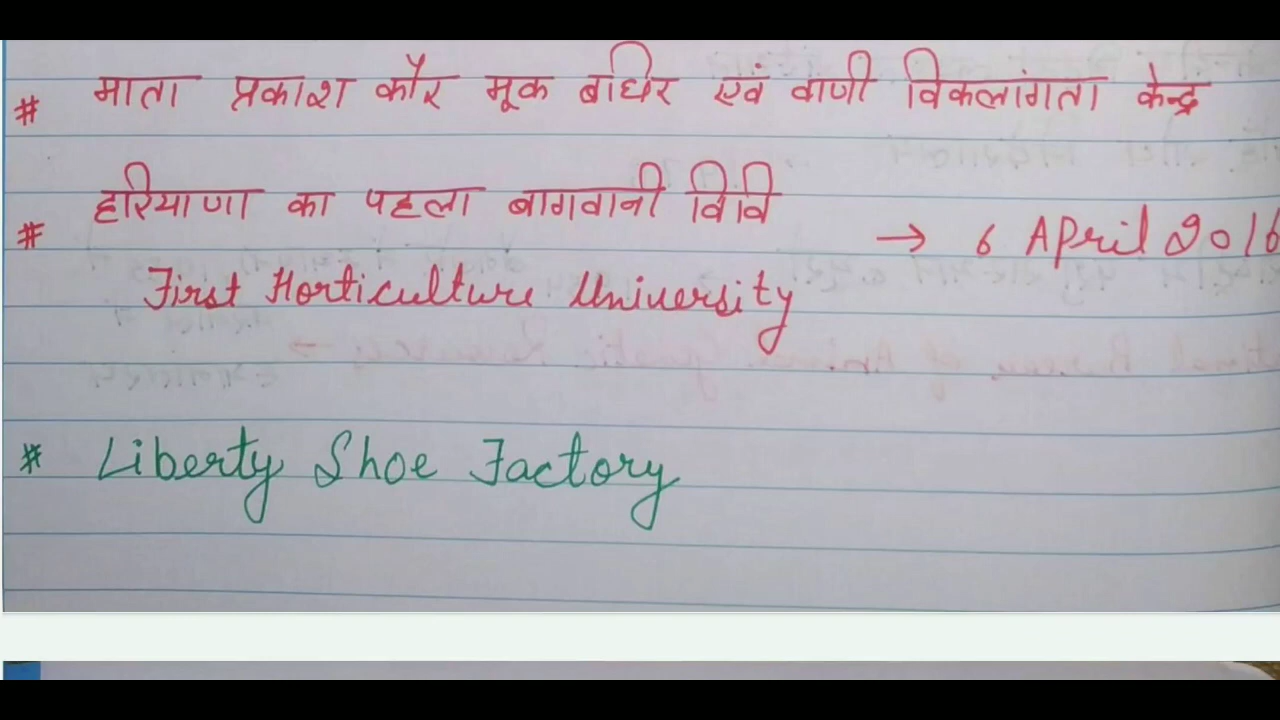 # माता प्रकाश कौर मूक बधिर एवं वाणी विकलांगता केन्द्र
# हरियाणा का पहला बागवानी विवि → 6 April 2016
First Horticulture University
* Liberty Shoe Factory